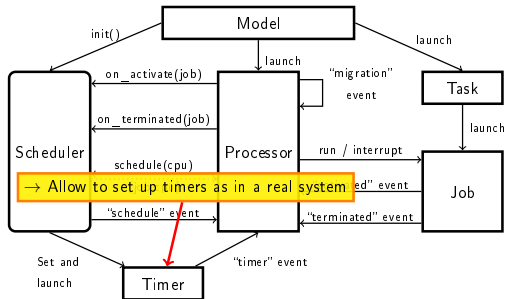 Model
init()
launch
launch
on_activate(job)
"migration"
event
Task
on_terminated(job)
launch
Scheduler
Processor
run / interrupt
schedule(cpu)
→ Allow to set up timers as in a real system
event
Job
"schedule" event
"terminated" event
Set and
launch
"timer" event
Timer